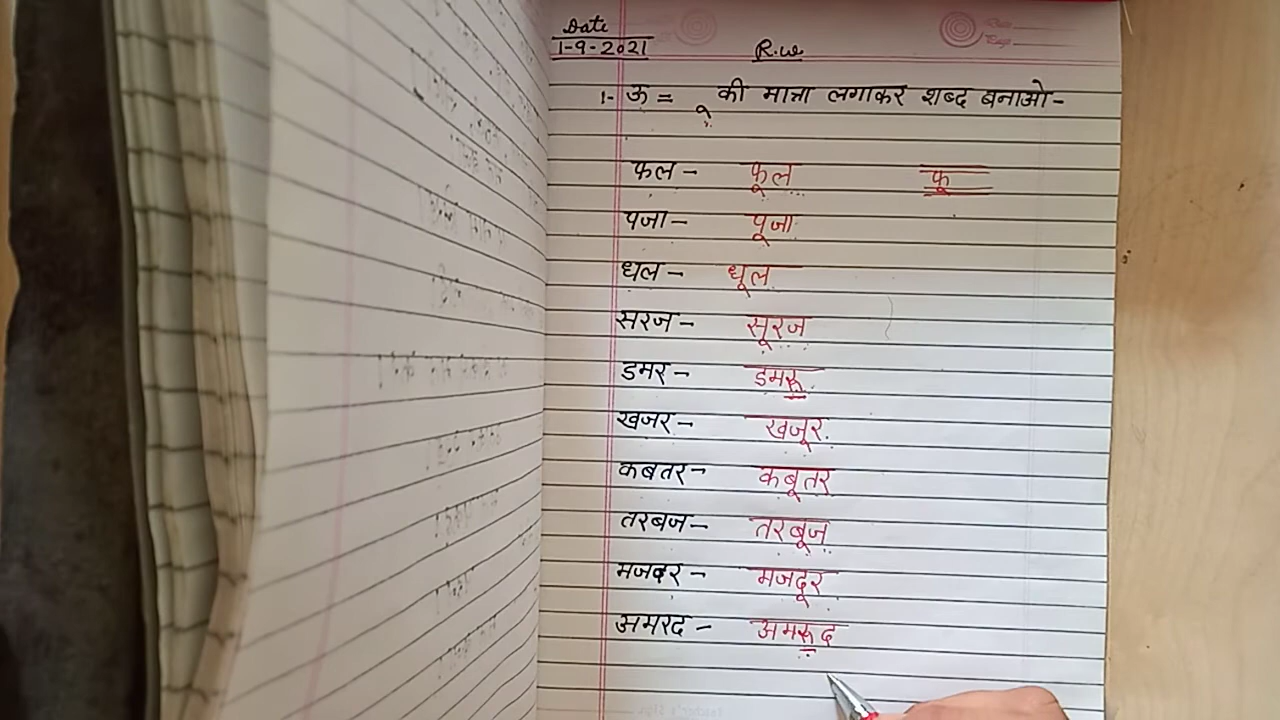 Date
1-9-2021
R.w
1- ऊ = ू की मात्रा लगाकर शब्द बनाओ-
फल - फूल फू
पजा - पूजा
धल - धूल
सरज - सूरज
डमर - डमरू
खजर - खजूर
कबतर - कबूतर
तरबज - तरबूज
मजदर - मजदूर
अमरद - अमरूद